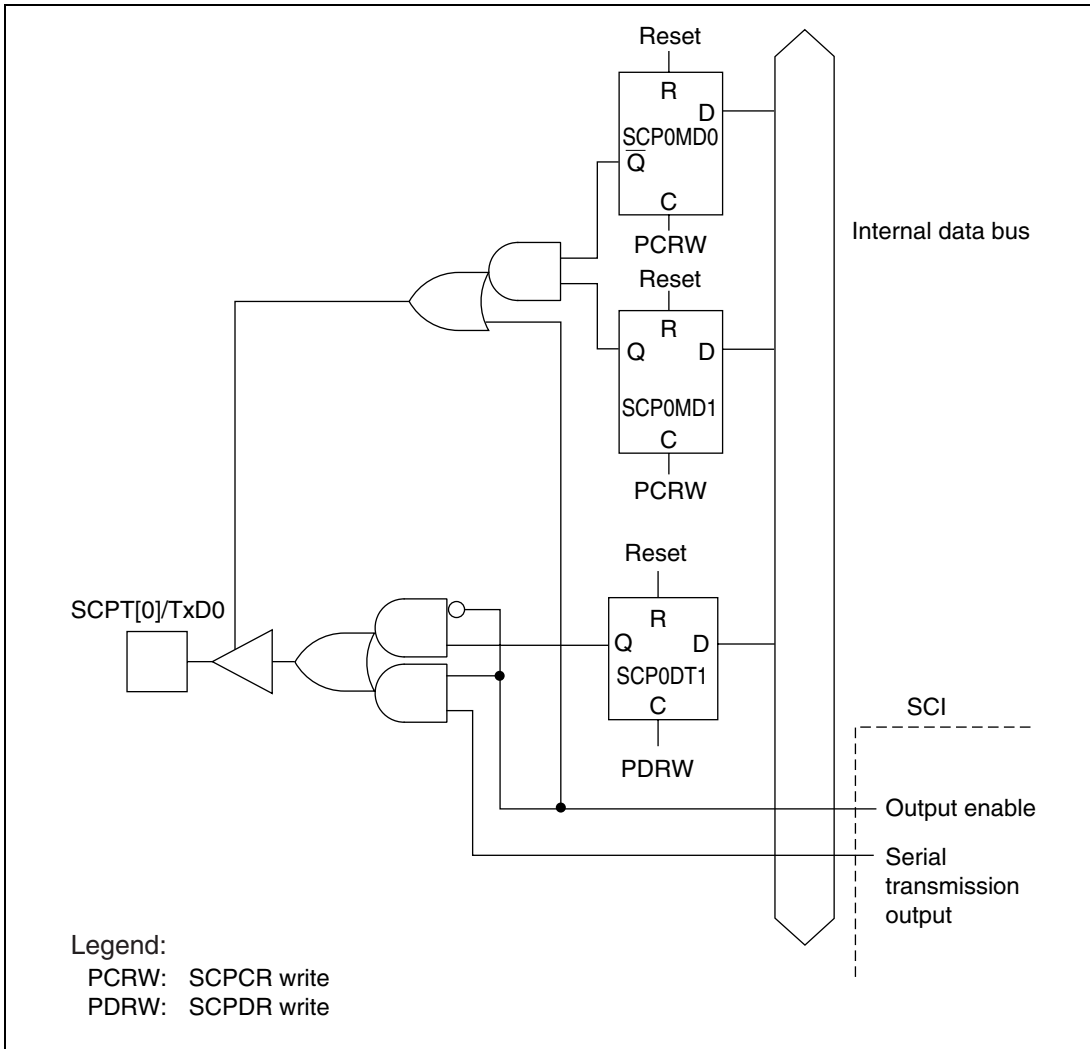 Reset
R
D
SCP0MD0
Q̅
C
PCRW
Internal data bus
Reset
R
Q
D
SCP0MD1
C
PCRW
Reset
SCPT[0]/TxD0
R
Q
D
SCP0DT1
C
SCI
PDRW
Output enable
Serial
transmission
output
Legend:
PCRW: SCPCR write
PDRW: SCPDR write